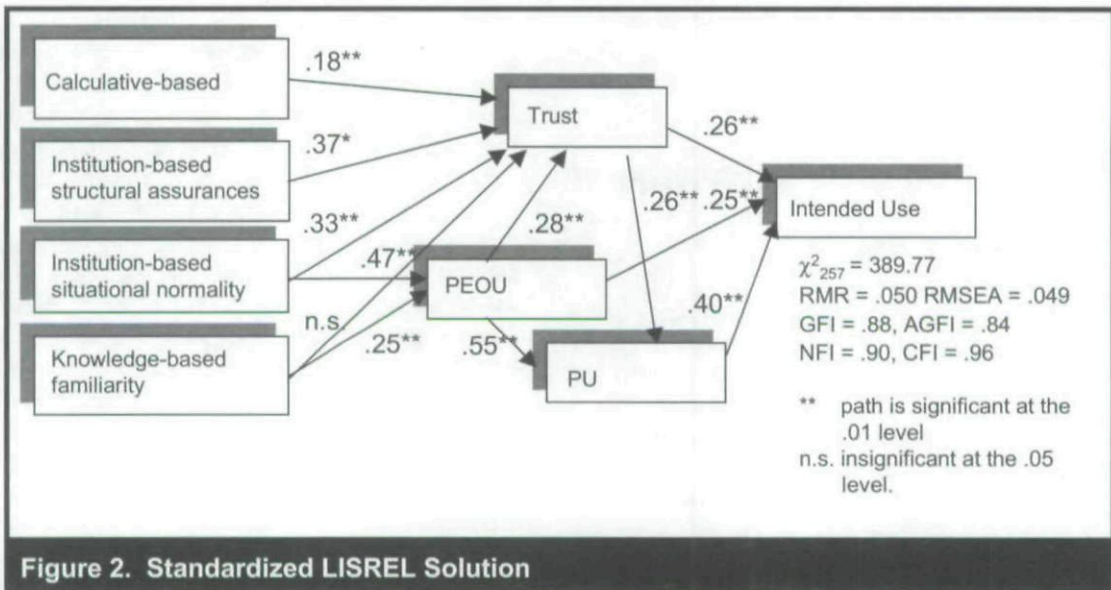 Calculative-based
.18**
Trust
.26**
Institution-based
structural assurances
.37*
.26** .25**
Intended Use
.33**
.28**
Institution-based
situational normality
.47**
PEOU
χ²₂₅₇ = 389.77
RMR = .050 RMSEA = .049
GFI = .88, AGFI = .84
NFI = .90, CFI = .96
.40**
n.s.
.25**
.55**
Knowledge-based
familiarity
PU
** path is significant at the
.01 level
n.s. insignificant at the .05
level.
Figure 2. Standardized LISREL Solution